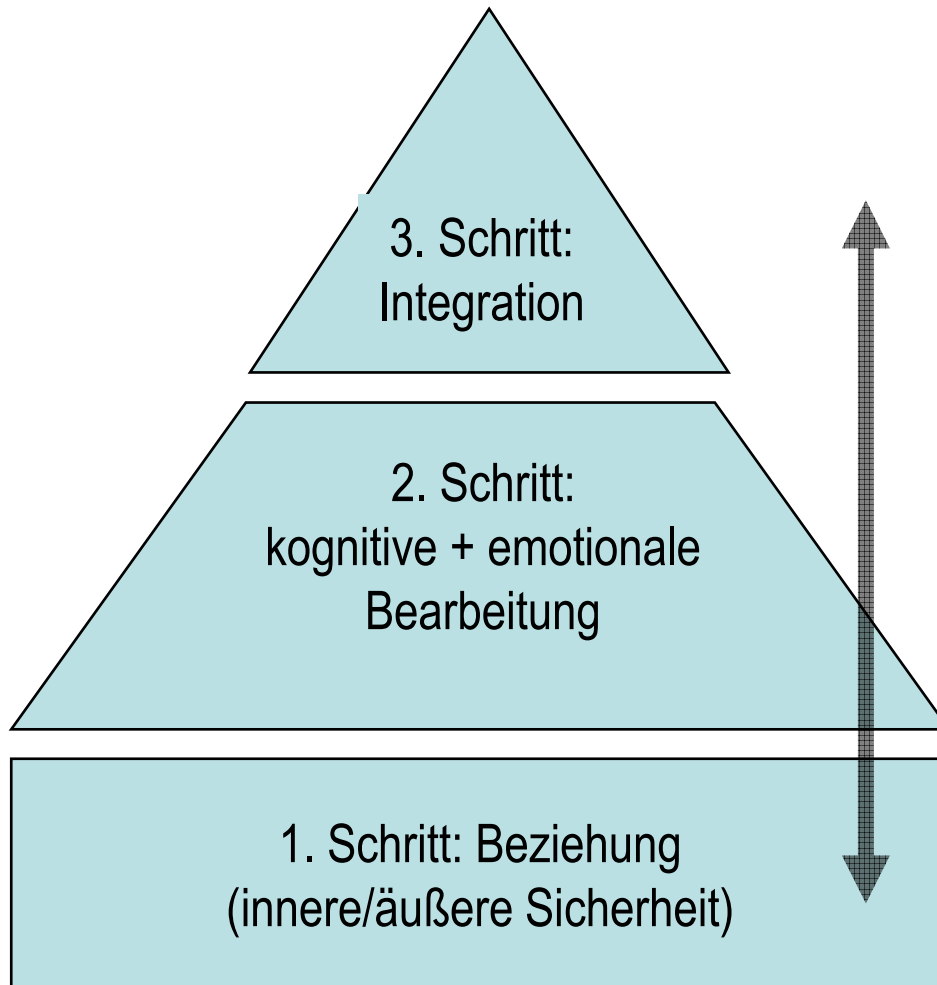 3. Schritt:
Integration
2. Schritt:
kognitive + emotionale
Bearbeitung
1. Schritt: Beziehung
(innere/äußere Sicherheit)